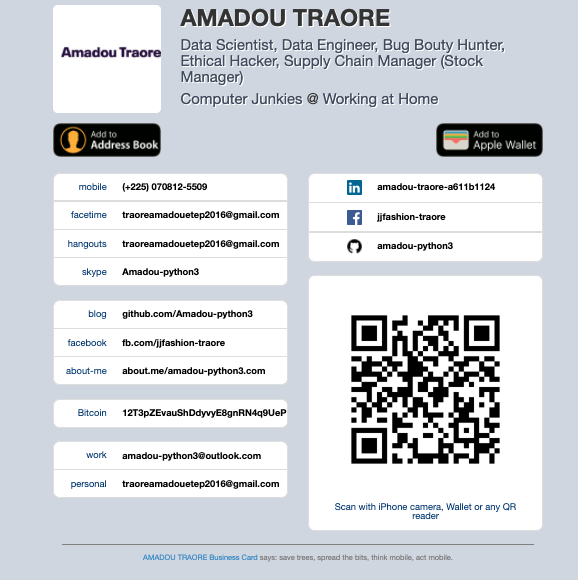 Amadou Traore
AMADOU TRAORE
Data Scientist, Data Engineer, Bug Bouty Hunter,
Ethical Hacker, Supply Chain Manager (Stock
Manager)
Computer Junkies @ Working at Home
Add to
Address Book
Add to
Apple Wallet
mobile (+225) 070812-5509
facetime traoreamadouetep2016@gmail.com
hangouts traoreamadouetep2016@gmail.com
skype Amadou-python3
blog github.com/Amadou-python3
facebook fb.com/jjfashion-traore
about-me about.me/amadou-python3.com
Bitcoin 12T3pZEvauShDdyvyE8gnRN4q9UeP
work amadou-python3@outlook.com
personal traoreamadouetep2016@gmail.com
in amadou-traore-a611b1124
f jjfashion-traore
amadou-python3
Scan with iPhone camera, Wallet or any QR
reader
AMADOU TRAORE Business Card says: save trees, spread the bits, think mobile, act mobile.